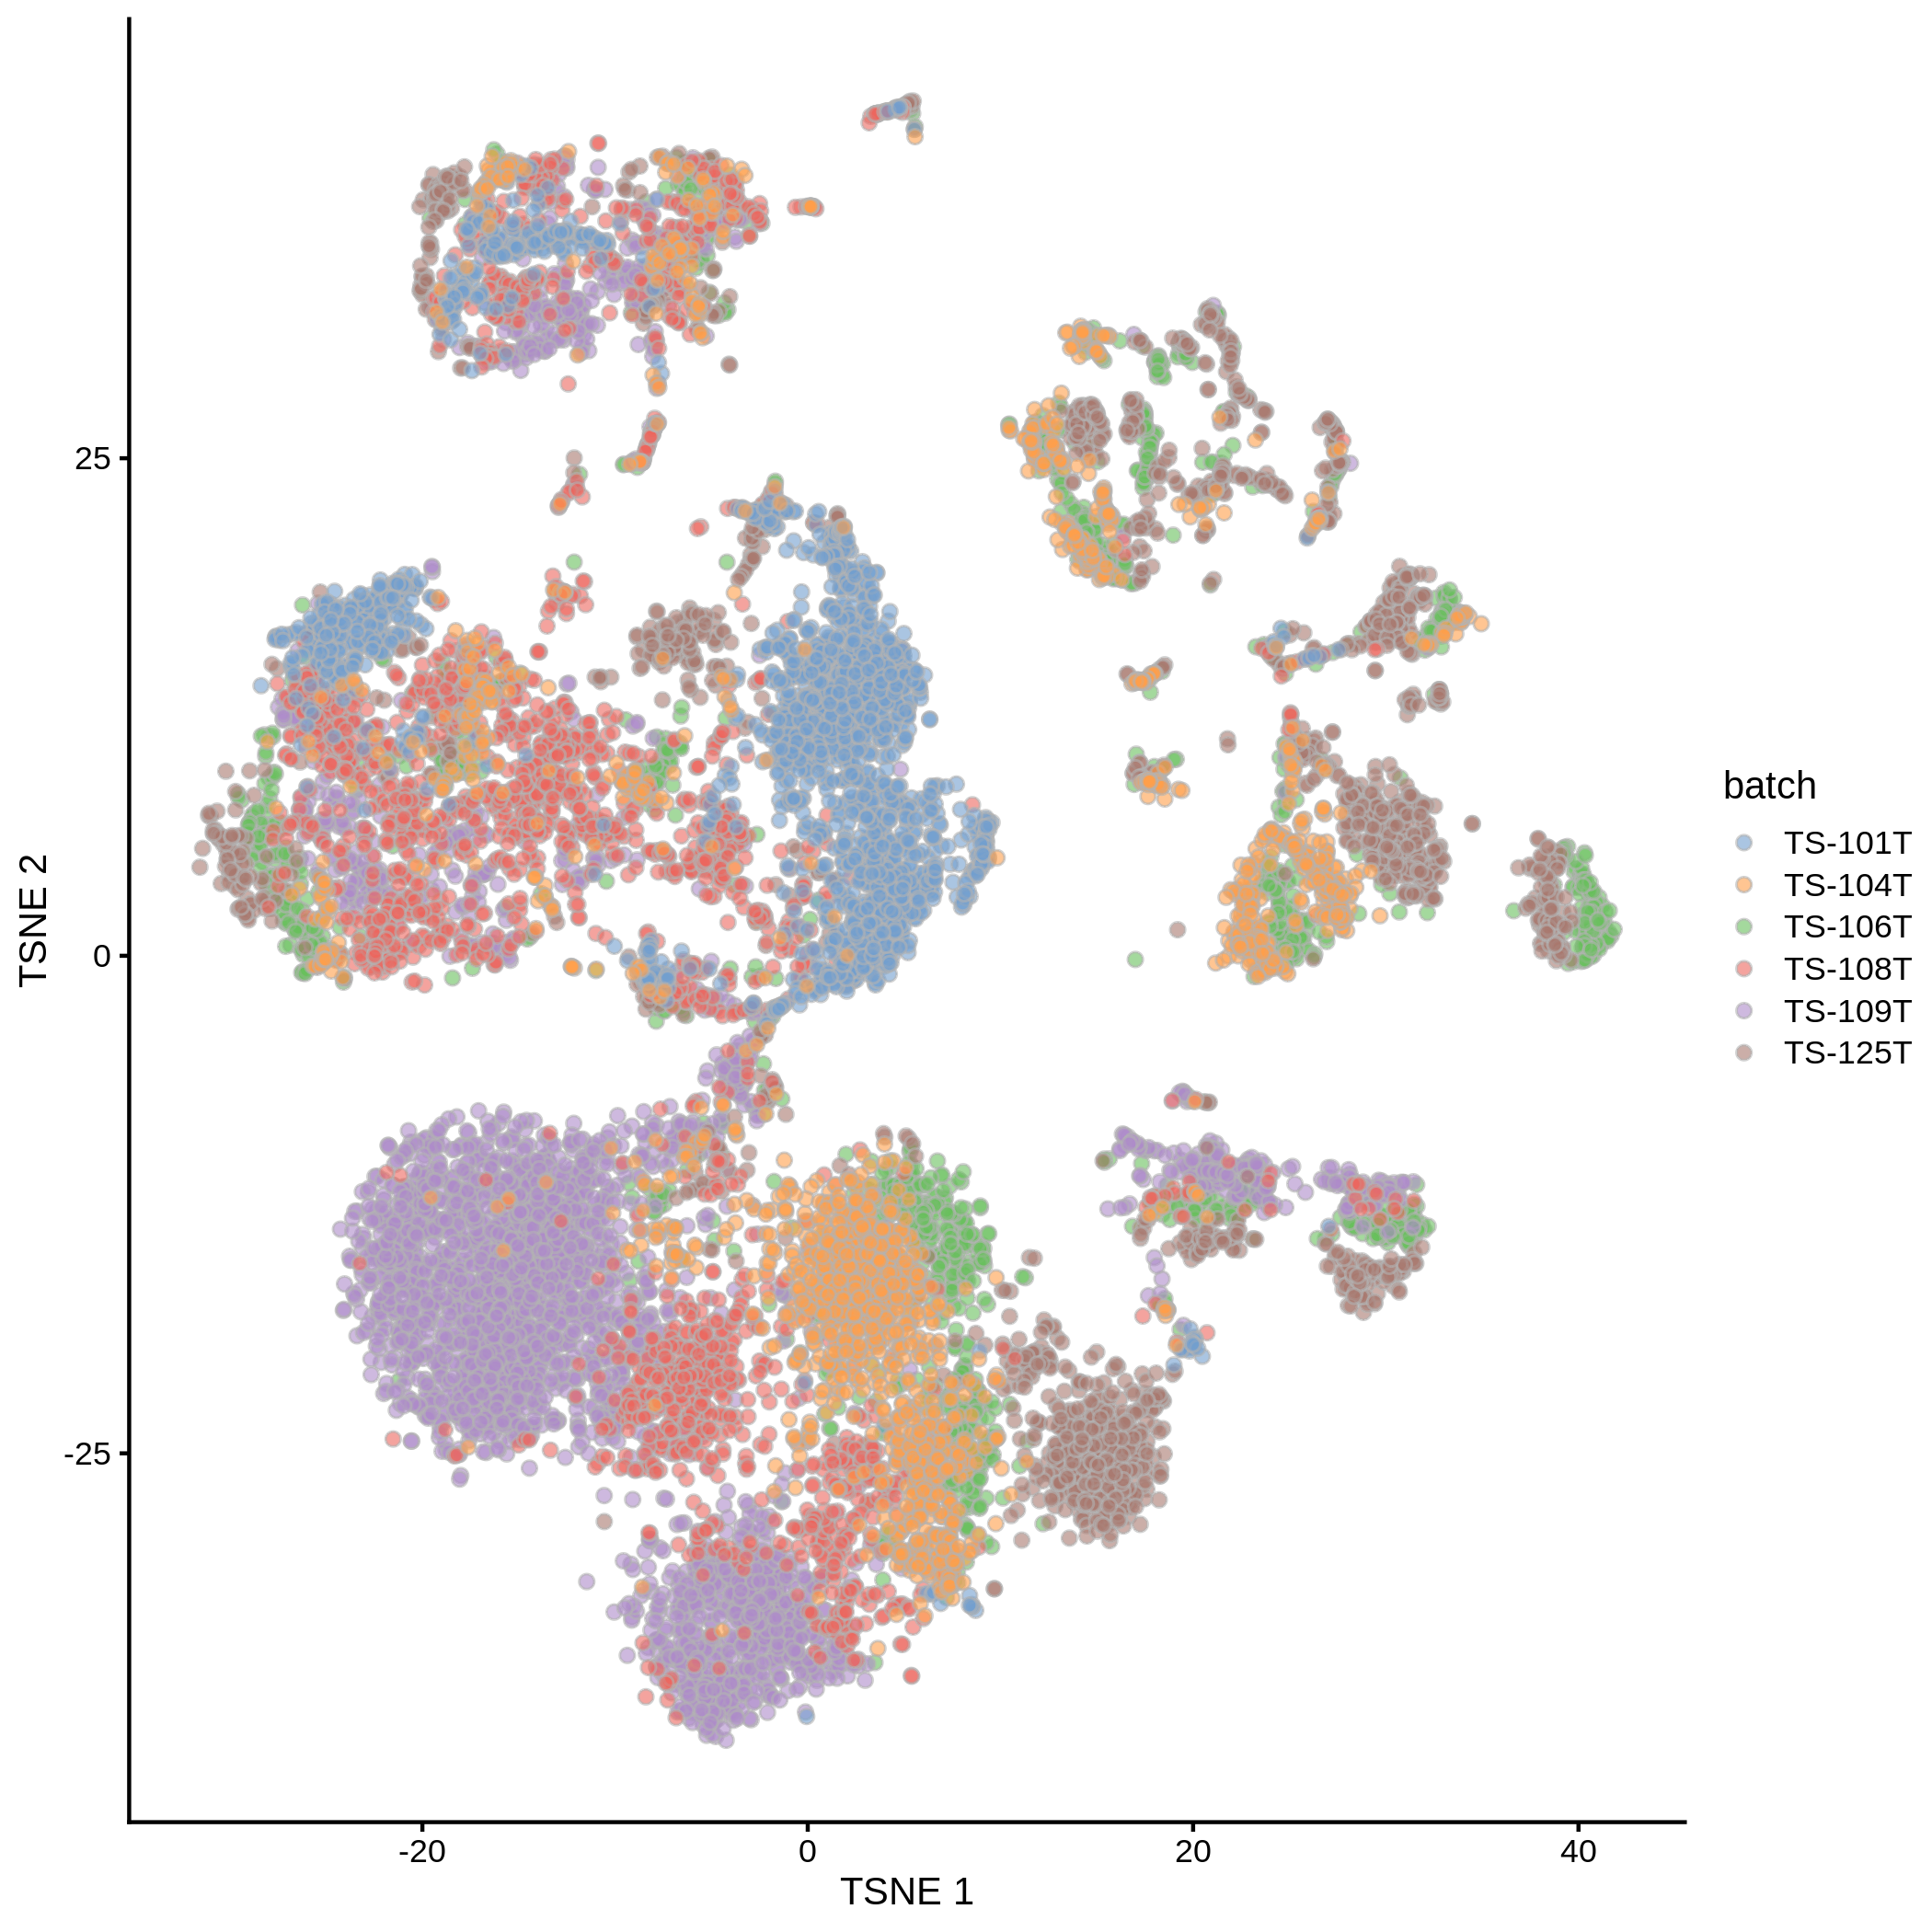 TSNE 2
25
0
-25
-20
0
20
40
TSNE 1
batch
TS-101T
TS-104T
TS-106T
TS-108T
TS-109T
TS-125T